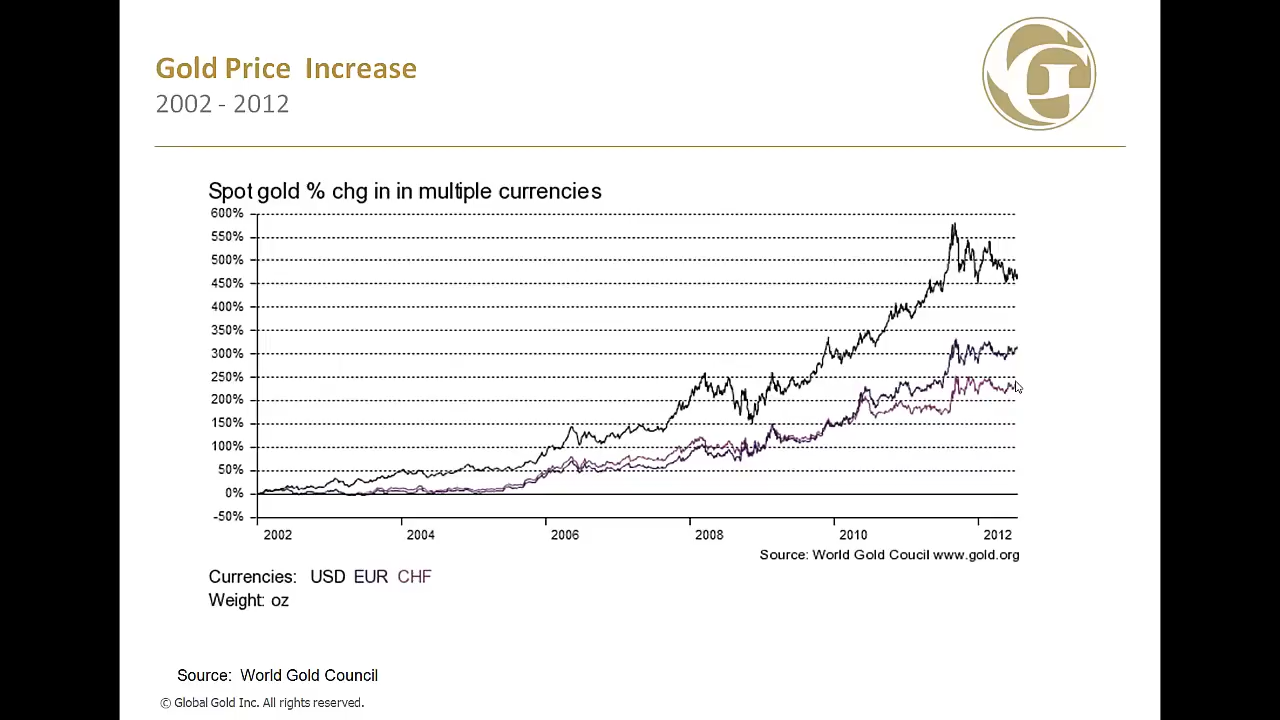 Gold Price Increase
2002 - 2012
Spot gold % chg in in multiple currencies
600%
550%
500%
450%
400%
350%
300%
250%
200%
150%
100%
50%
0%
-50%
2002 2004 2006 2008 2010 2012
Source: World Gold Coucil www.gold.org
Currencies: USD EUR CHF
Weight: oz
Source: World Gold Council
© Global Gold Inc. All rights reserved.